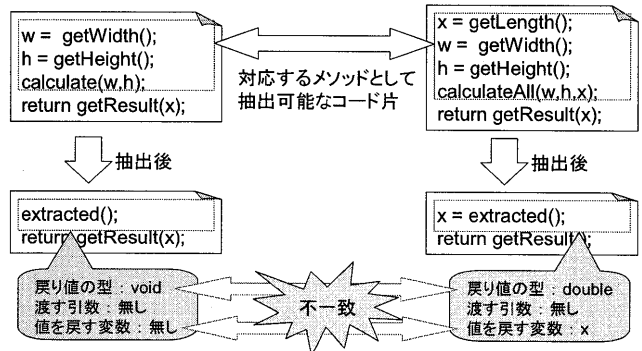 w = getWidth();
h = getHeight();
calculate(w,h);
return getResult(x);
対応するメソッドとして
抽出可能なコード片
x = getLength();
w = getWidth();
h = getHeight();
calculateAll(w,h,x);
return getResult(x);
抽出後
抽出後
extracted();
return getResult(x);
x = extracted();
return getResult(x);
戻り値の型：void
渡す引数：無し
値を戻す変数：無し
不一致
戻り値の型：double
渡す引数：無し
値を戻す変数：x